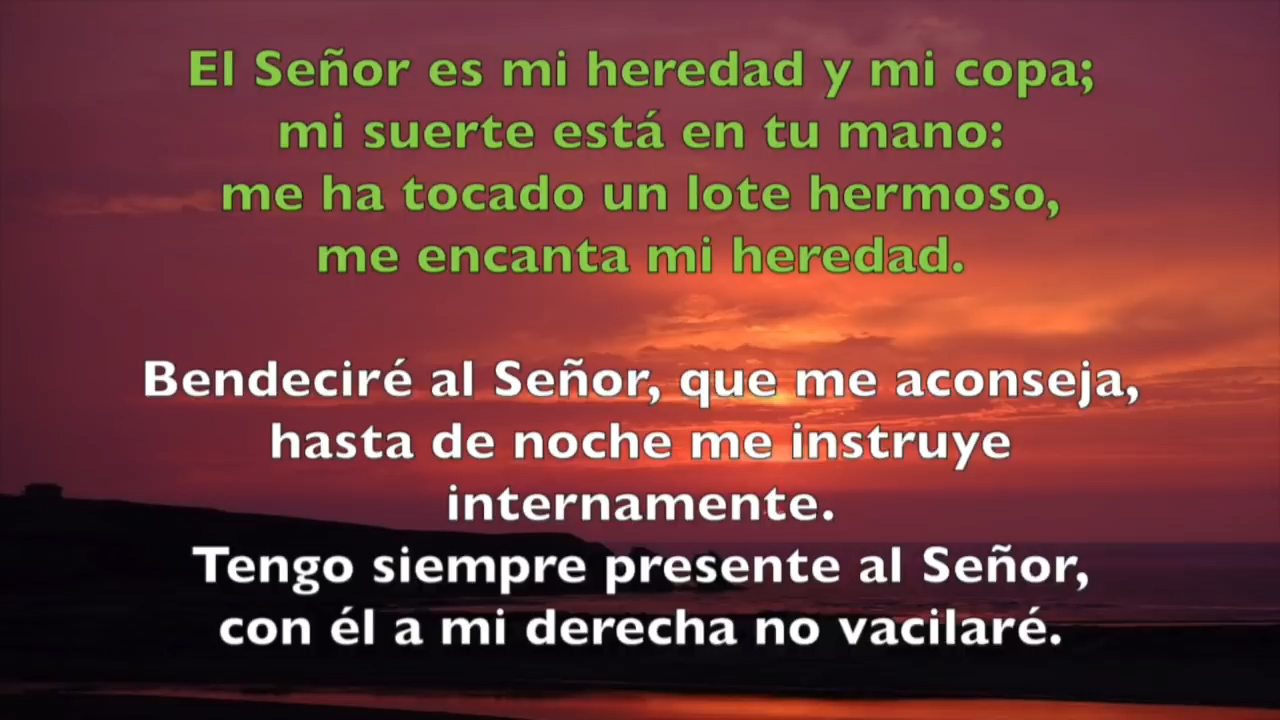 El Señor es mi heredad y mi copa;
mi suerte está en tu mano:
me ha tocado un lote hermoso,
me encanta mi heredad.
Bendeciré al Señor, que me aconseja,
hasta de noche me instruye
internamente.
Tengo siempre presente al Señor,
con él a mi derecha no vacilaré.